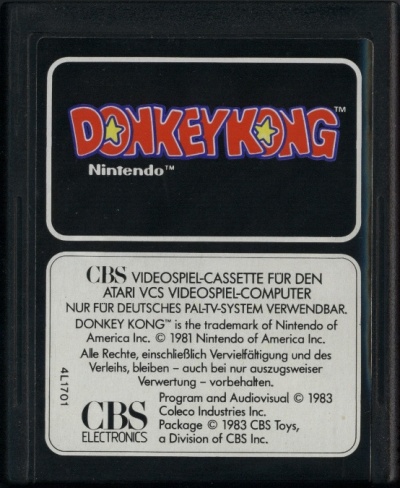 DONKEY KONG™
Nintendo™
CBS VIDEOSPIEL-CASSETTE FÜR DEN
ATARI VCS VIDEOSPIEL-COMPUTER
NUR FÜR DEUTSCHES PAL-TV-SYSTEM VERWENDBAR.
DONKEY KONG™ is the trademark of Nintendo of
America Inc. © 1981 Nintendo of America Inc.
Alle Rechte, einschließlich Vervielfältigung und des
Verleihs, bleiben – auch bei nur auszugsweiser
Verwertung – vorbehalten.
4L1701
CBS
ELECTRONICS
Program and Audiovisual © 1983
Coleco Industries Inc.
Package © 1983 CBS Toys,
a Division of CBS Inc.